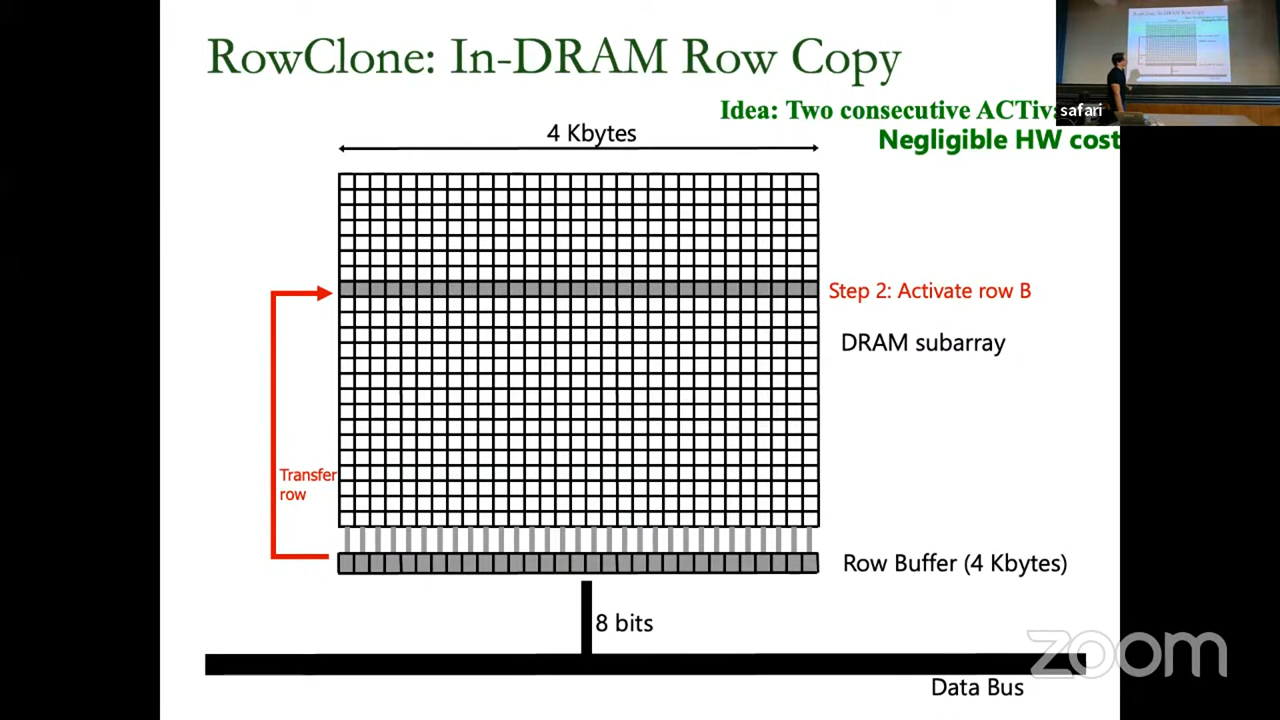 RowClone: In-DRAM Row Copy
Idea: Two consecutive ACTiv
safari
Negligible HW cost
4 Kbytes
Step 2: Activate row B
DRAM subarray
Transfer
row
Row Buffer (4 Kbytes)
8 bits
zoom
Data Bus